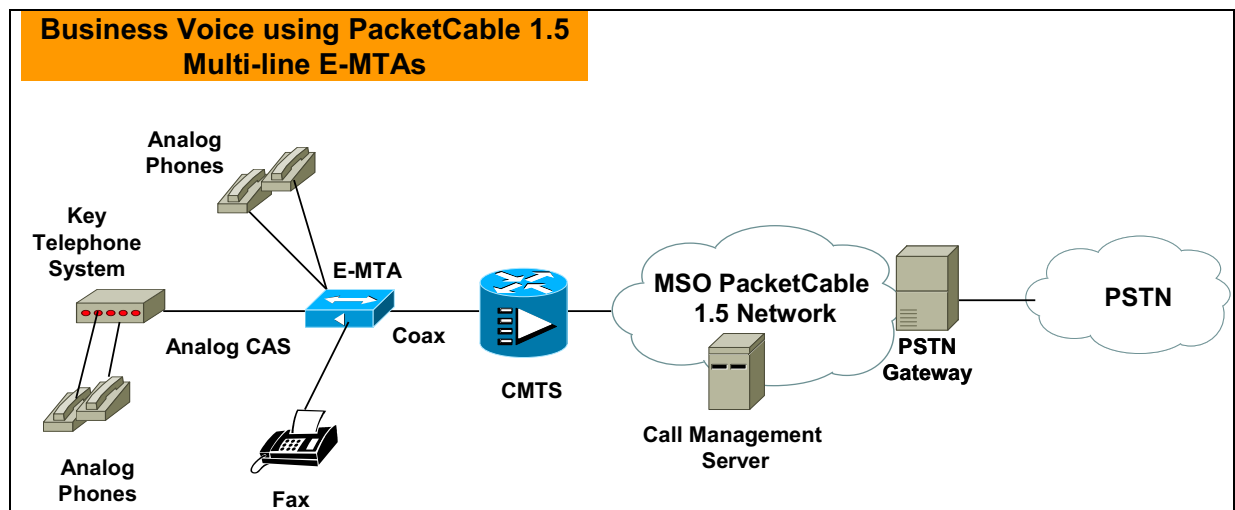 Business Voice using PacketCable 1.5
Multi-line E-MTAs
Analog
Phones
Key
Telephone
System
E-MTA
Analog CAS
Coax
CMTS
MSO PacketCable
1.5 Network
PSTN
Gateway
PSTN
Call Management
Server
Analog
Phones
Fax